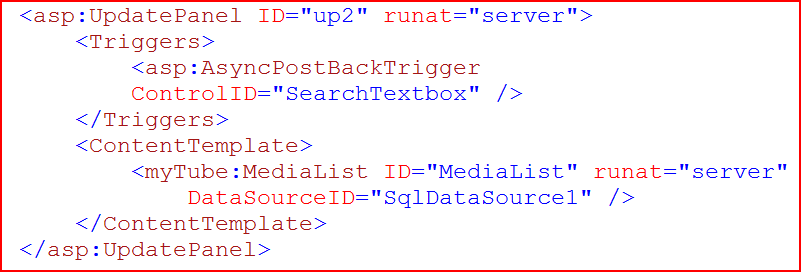 <asp:UpdatePanel ID="up2" runat="server">
<Triggers>
<asp:AsyncPostBackTrigger
ControlID="SearchTextbox" />
</Triggers>
<ContentTemplate>
<myTube:MediaList ID="MediaList" runat="server"
DataSourceID="SqlDataSource1" />
</ContentTemplate>
</asp:UpdatePanel>